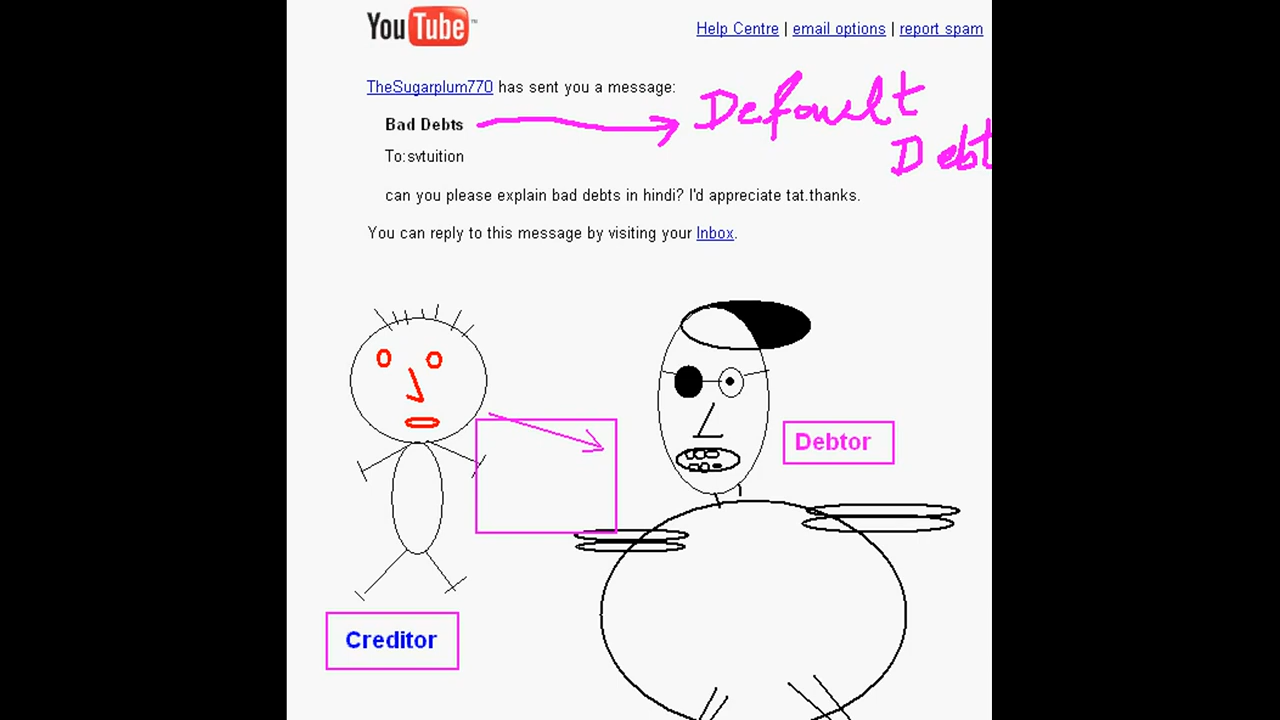 YouTube™
Help Centre | email options | report spam
TheSugarplum770 has sent you a message:
Bad Debts
Default
Debt
To:svtuition
can you please explain bad debts in hindi? I'd appreciate tat.thanks.
You can reply to this message by visiting your Inbox.
Debtor
Creditor